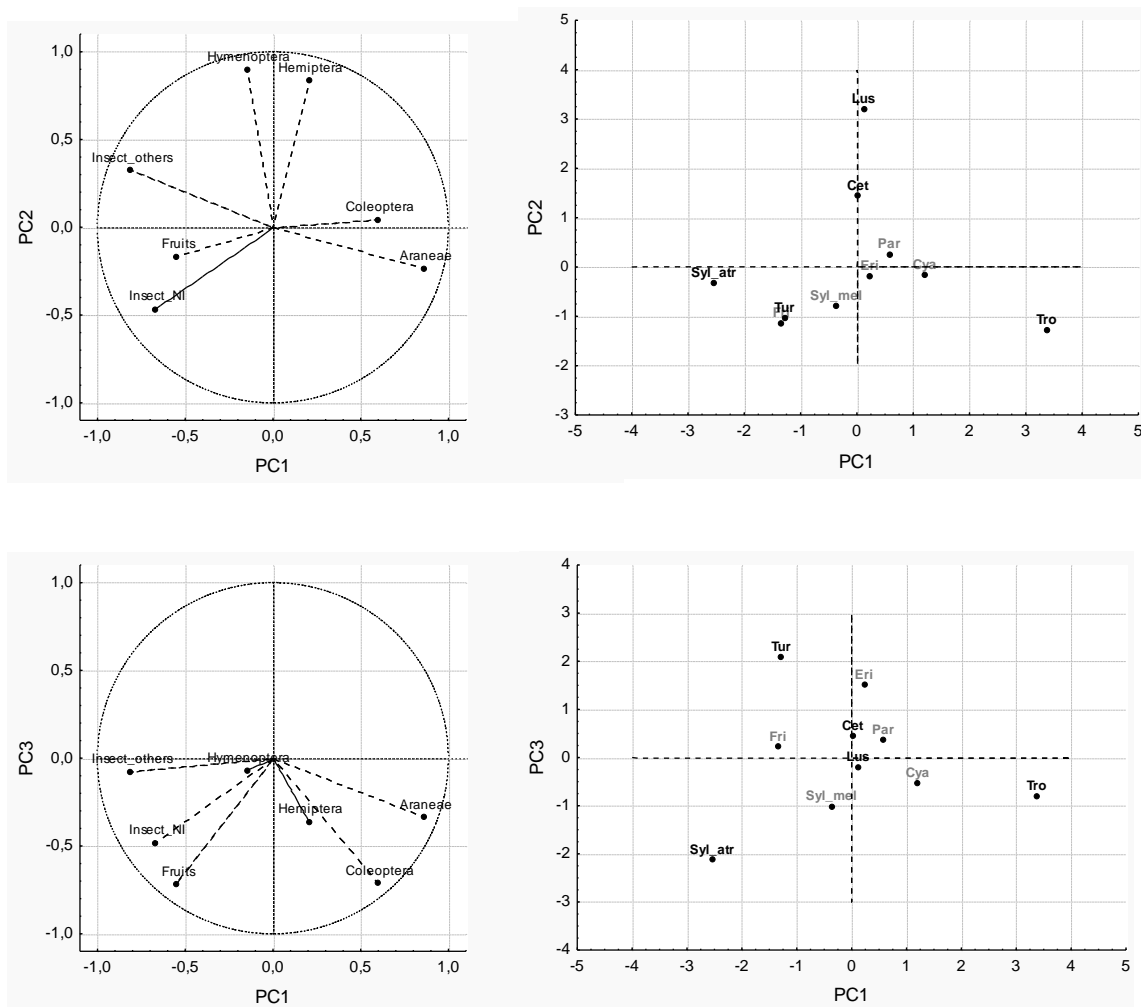 1,0
0,5
0,0
-0,5
-1,0
PC2
Hymenoptera
Hemiptera
Insect_others
Coleoptera
Fruits
Araneae
Insect_NI
-1,0 -0,5 0,0 0,5 1,0
PC1
5
4
3
2
1
0
-1
-2
-3
PC2
Lus
Cet
Par
Eri
Cya
Syl_atr
Syl_mel
Tur
Tro
-5 -4 -3 -2 -1 0 1 2 3 4 5
PC1
1,0
0,5
0,0
-0,5
-1,0
PC3
Insect_others
Hymenoptera
Hemiptera
Araneae
Insect_NI
Fruits
Coleoptera
-1,0 -0,5 0,0 0,5 1,0
PC1
4
3
2
1
0
-1
-2
-3
-4
PC3
Tur
Eri
Cet
Par
Fri
Lus
Cya
Tro
Syl_mel
Syl_atr
-5 -4 -3 -2 -1 0 1 2 3 4 5
PC1